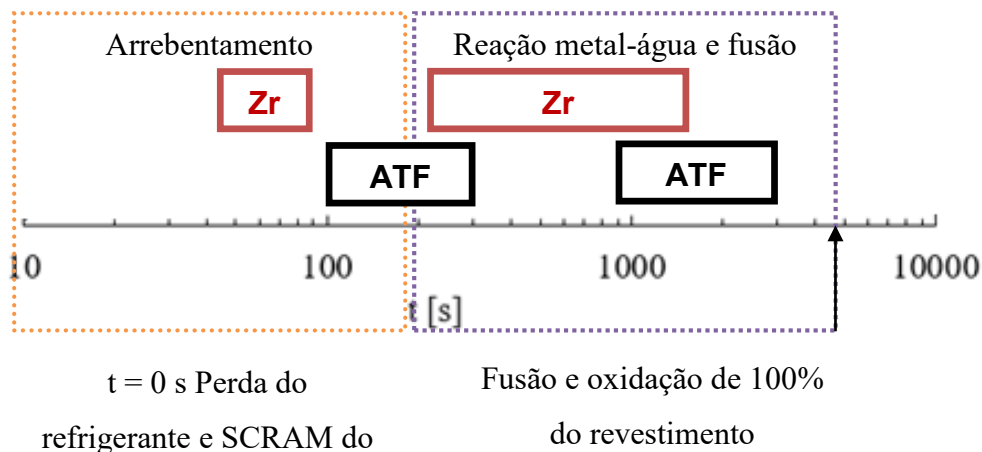 Arrebentamento
Reação metal-água e fusão
Zr
Zr
ATF
ATF
10
100
1000
10000
t [s]
t = 0 s Perda do
refrigerante e SCRAM do
Fusão e oxidação de 100%
do revestimento